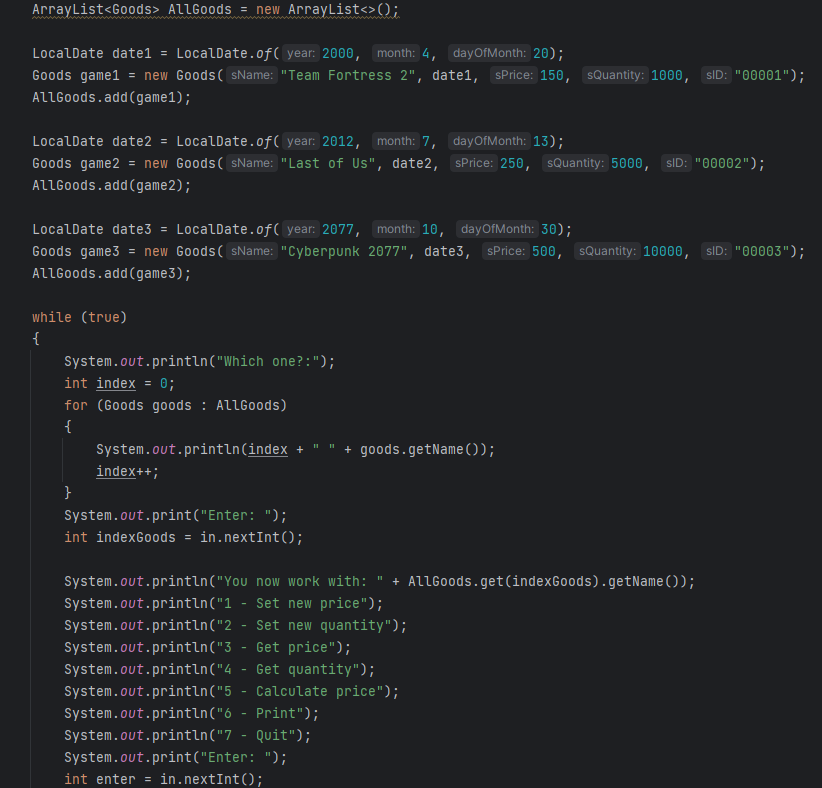 ArrayList<Goods> AllGoods = new ArrayList<>();
LocalDate date1 = LocalDate.of( year: 2000, month: 4, dayOfMonth: 20);
Goods game1 = new Goods( sName: "Team Fortress 2", date1, sPrice: 150, sQuantity: 1000, sID: "00001");
AllGoods.add(game1);
LocalDate date2 = LocalDate.of( year: 2012, month: 7, dayOfMonth: 13);
Goods game2 = new Goods( sName: "Last of Us", date2, sPrice: 250, sQuantity: 5000, sID: "00002");
AllGoods.add(game2);
LocalDate date3 = LocalDate.of( year: 2077, month: 10, dayOfMonth: 30);
Goods game3 = new Goods( sName: "Cyberpunk 2077", date3, sPrice: 500, sQuantity: 10000, sID: "00003");
AllGoods.add(game3);
while (true)
{
System.out.println("Which one?:");
int index = 0;
for (Goods goods : AllGoods)
{
System.out.println(index + " " + goods.getName());
index++;
}
System.out.print("Enter: ");
int indexGoods = in.nextInt();
System.out.println("You now work with: " + AllGoods.get(indexGoods).getName());
System.out.println("1 - Set new price");
System.out.println("2 - Set new quantity");
System.out.println("3 - Get price");
System.out.println("4 - Get quantity");
System.out.println("5 - Calculate price");
System.out.println("6 - Print");
System.out.println("7 - Quit");
System.out.print("Enter: ");
int enter = in.nextInt();